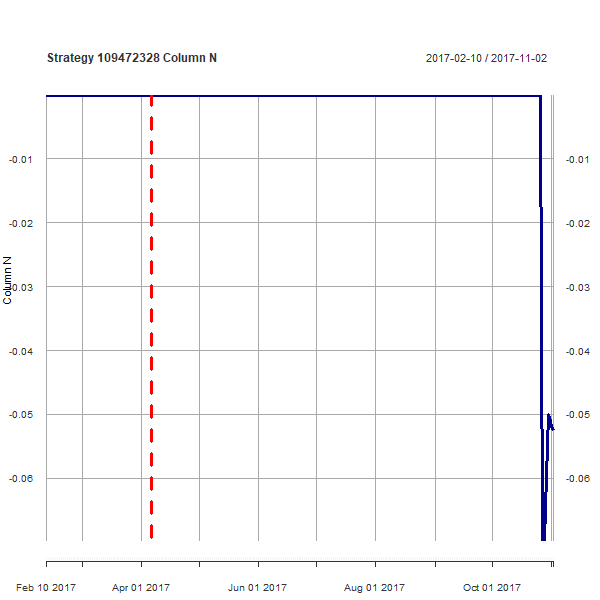 Strategy 109472328 Column N
2017-02-10 / 2017-11-02
-0.01 -0.01
-0.02 -0.02
Column N
-0.03 -0.03
-0.04 -0.04
-0.05 -0.05
-0.06 -0.06
Feb 10 2017 Apr 01 2017 Jun 01 2017 Aug 01 2017 Oct 01 2017